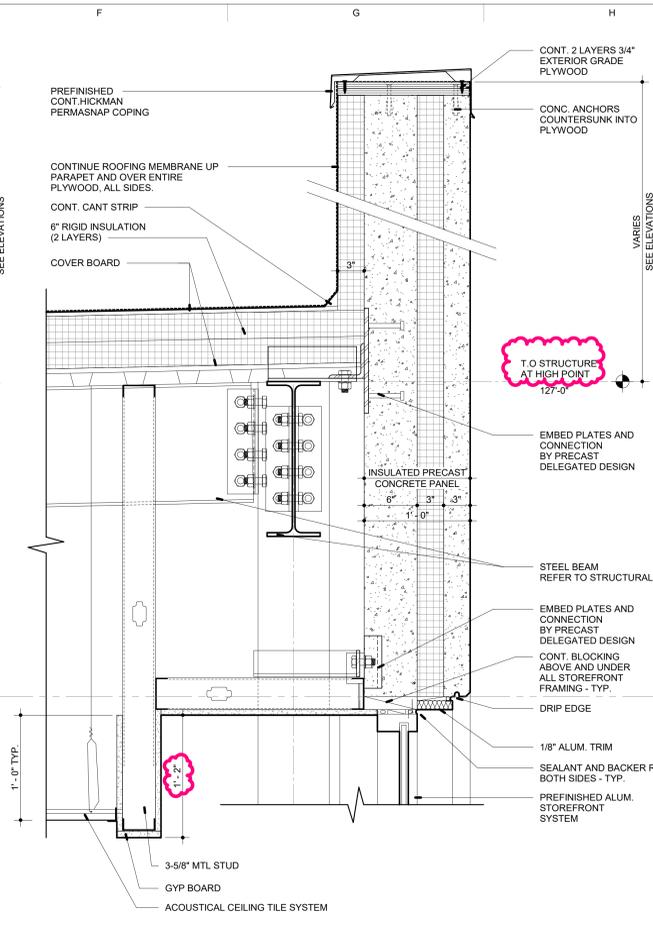 F
G
H
SEE ELEVATIONS
PREFINISHED
CONT.HICKMAN
PERMASNAP COPING
CONT. 2 LAYERS 3/4"
EXTERIOR GRADE
PLYWOOD
CONC. ANCHORS
COUNTERSUNK INTO
PLYWOOD
CONTINUE ROOFING MEMBRANE UP
PARAPET AND OVER ENTIRE
PLYWOOD, ALL SIDES.
CONT. CANT STRIP
6" RIGID INSULATION
(2 LAYERS)
COVER BOARD
3"
VARIES
SEE ELEVATIONS
T.O STRUCTURE
AT HIGH POINT
127'-0"
EMBED PLATES AND
CONNECTION
BY PRECAST
DELEGATED DESIGN
INSULATED PRECAST
CONCRETE PANEL
6"
3"
3"
1' - 0"
STEEL BEAM
REFER TO STRUCTURAL
EMBED PLATES AND
CONNECTION
BY PRECAST
DELEGATED DESIGN
CONT. BLOCKING
ABOVE AND UNDER
ALL STOREFRONT
FRAMING - TYP.
DRIP EDGE
1/8" ALUM. TRIM
SEALANT AND BACKER R
BOTH SIDES - TYP.
PREFINISHED ALUM.
STOREFRONT
SYSTEM
1' - 0" TYP.
1' - 2"
3-5/8" MTL STUD
GYP BOARD
ACOUSTICAL CEILING TILE SYSTEM